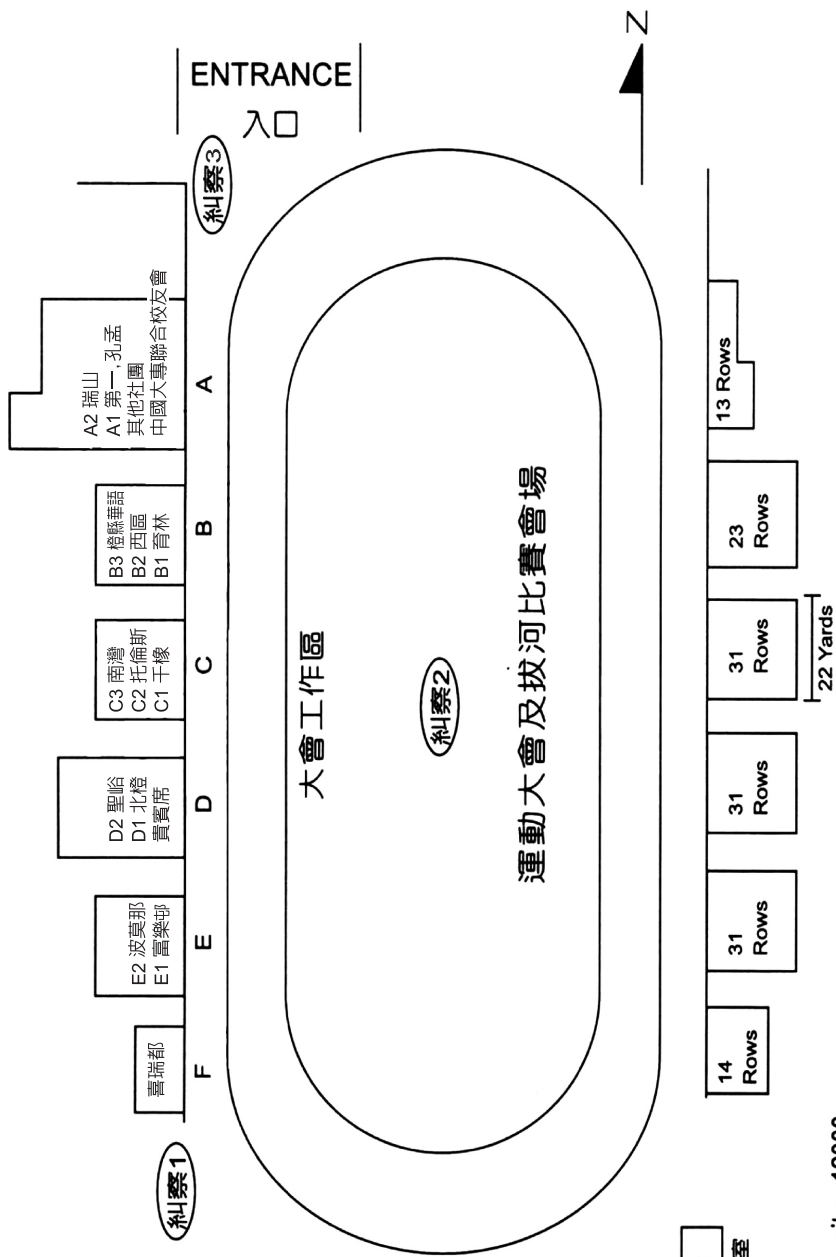 ENTRANCE
入口
N
糾察3
A2 瑞山
A1 第一, 孔孟
其他社團
中國大專聯合校友會
A
B3 橙縣華語
B2 西區
B1 育林
B
C3 南灣
C2 托倫斯
C1 千橡
C
D2 聖峪
D1 北橙
貴賓席
D
E2 波莫那
E1 富樂邨
E
喜瑞都
F
糾察1
大會工作區
糾察2
運動大會及拔河比賽會場
13 Rows
23
Rows
31
Rows
22 Yards
31
Rows
31
Rows
14
Rows
室